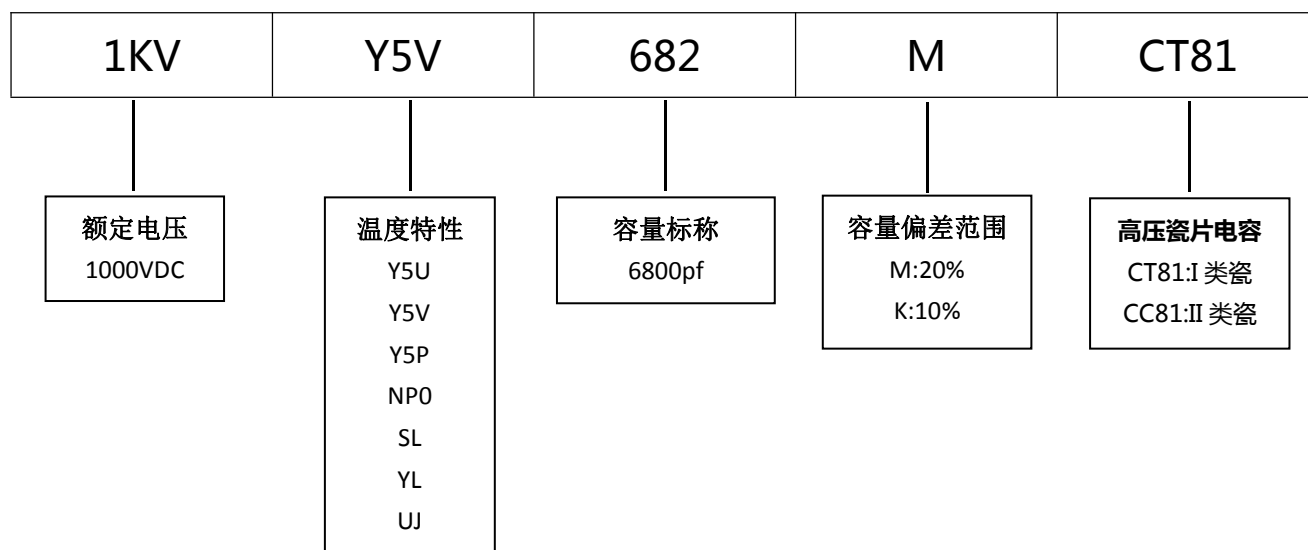 1KV Y5V 682 M CT81
额定电压
1000VDC
温度特性
Y5U
Y5V
Y5P
NP0
SL
YL
UJ
容量标称
6800pf
容量偏差范围
M:20%
K:10%
高压瓷片电容
CT81:I 类瓷
CC81:II 类瓷